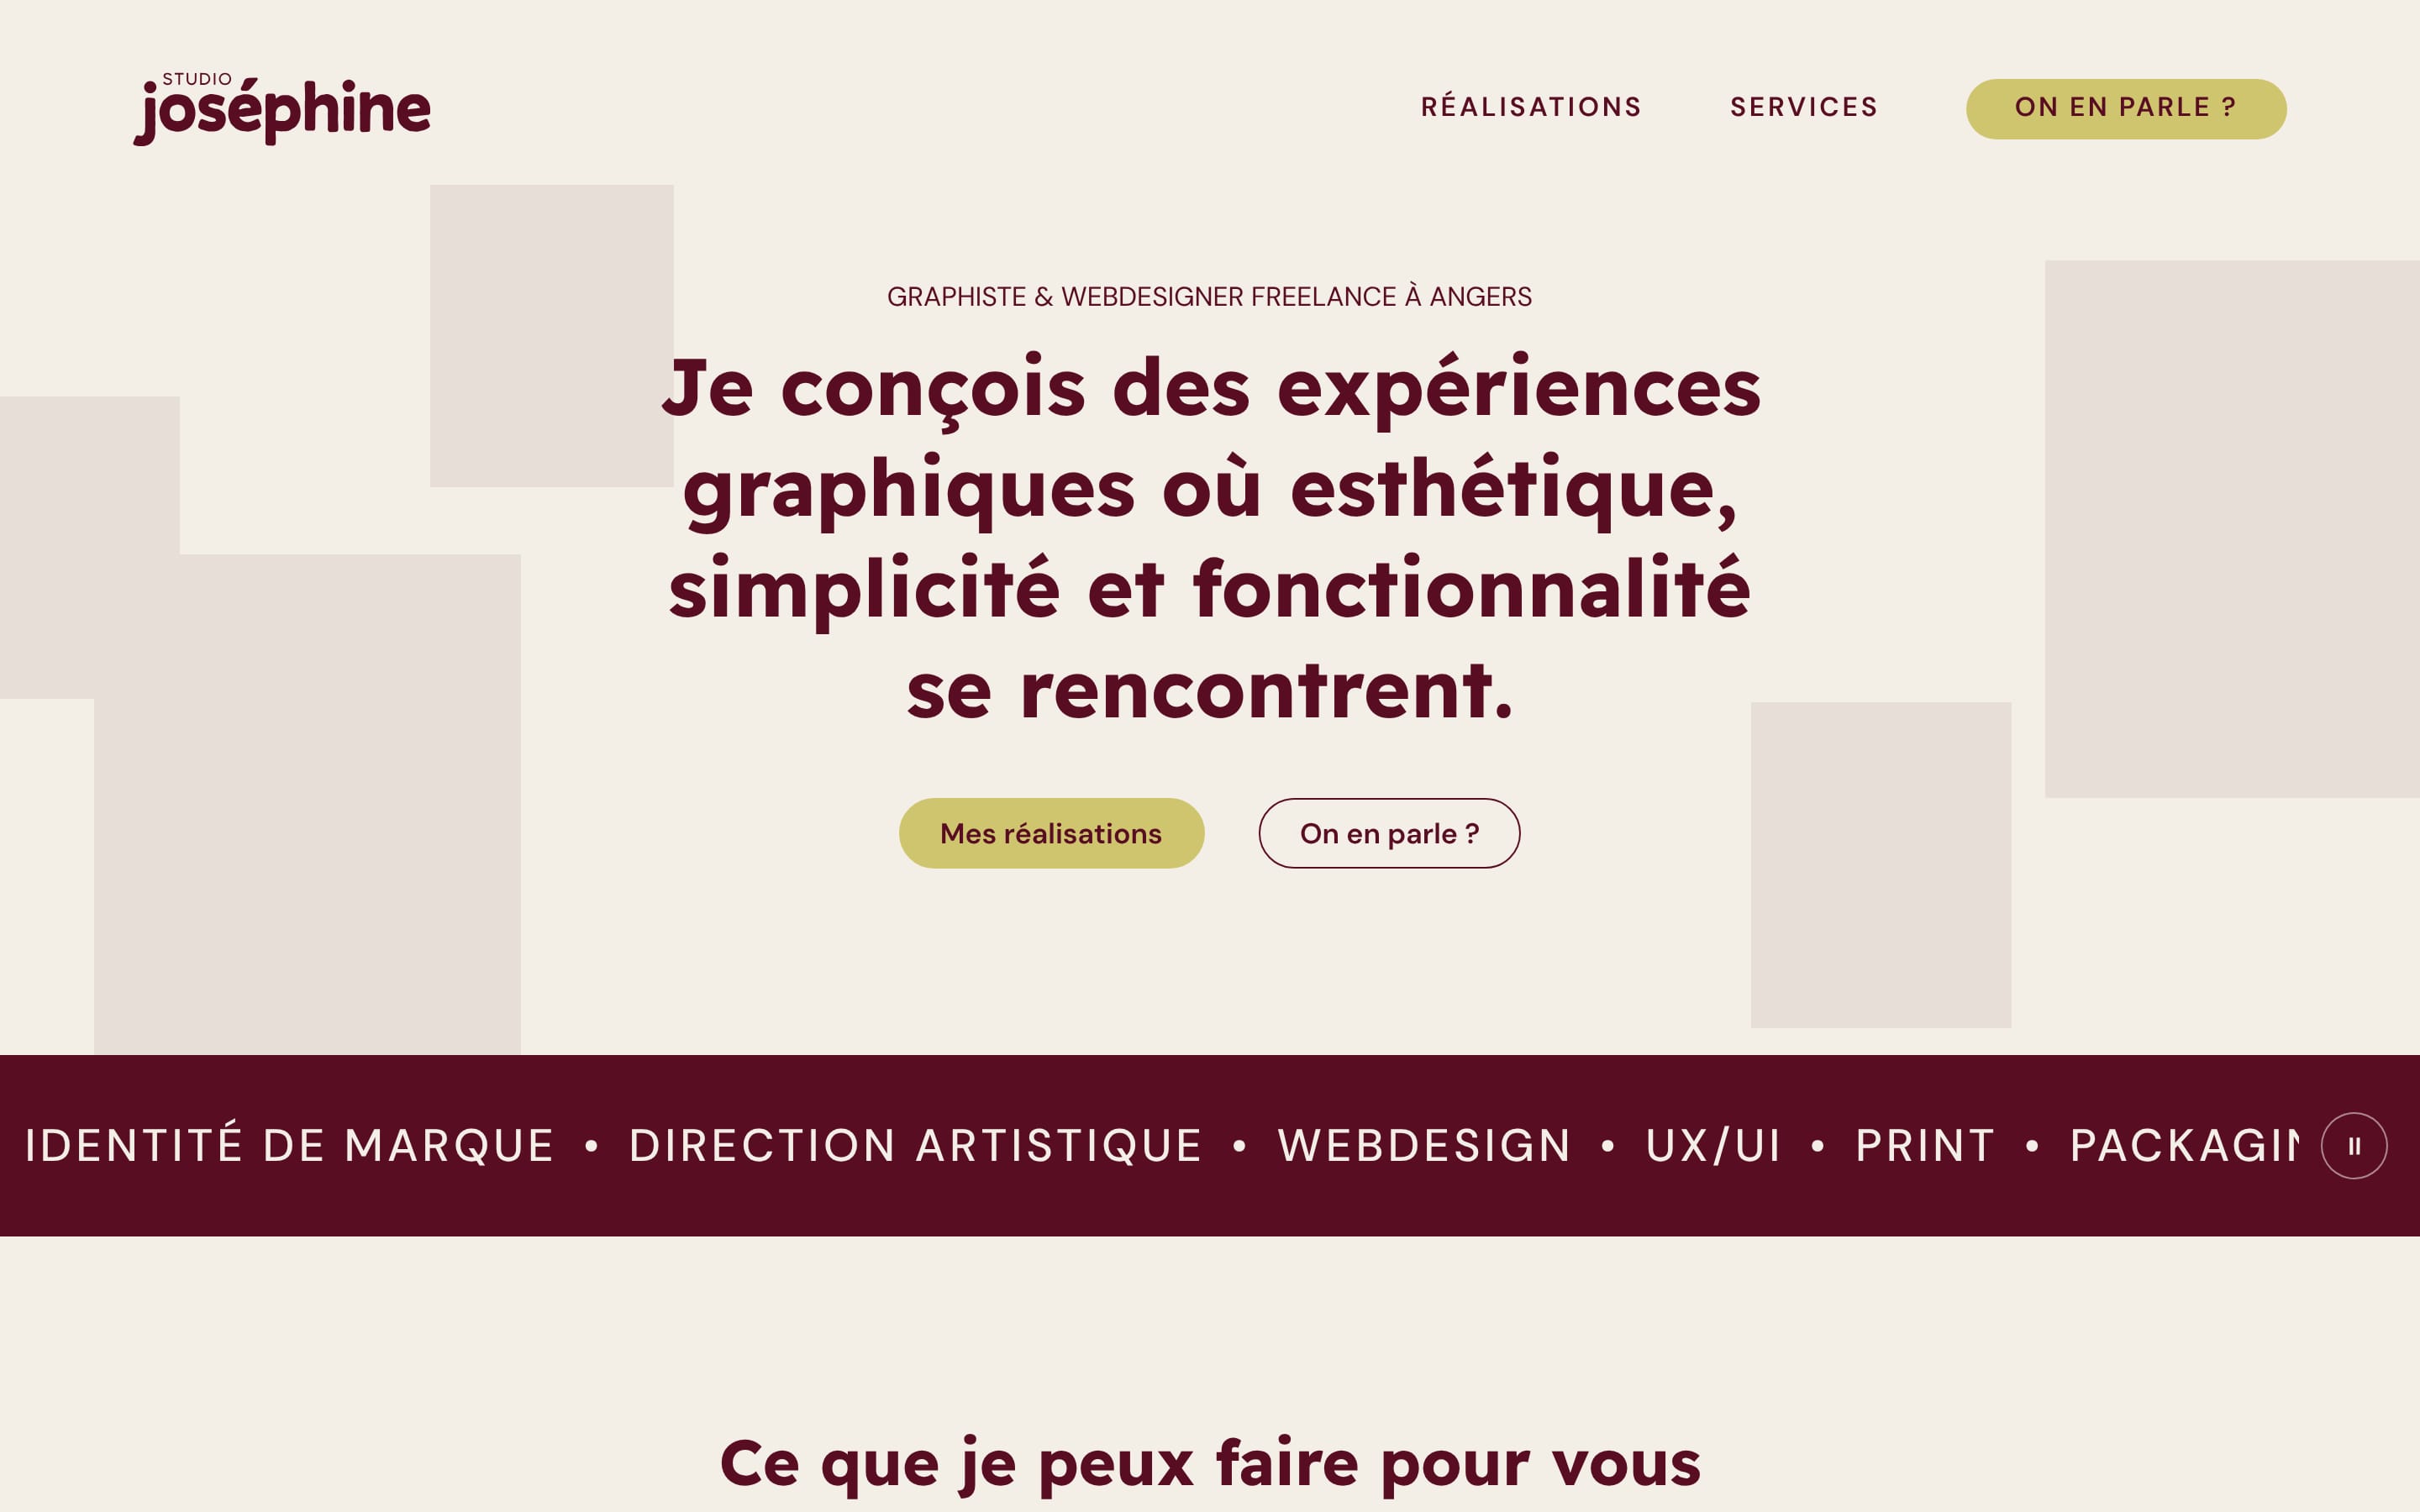 STUDIO
joséphine
RÉALISATIONS
SERVICES
ON EN PARLE ?
GRAPHISTE & WEBDESIGNER FREELANCE À ANGERS
Je conçois des expériences
graphiques où esthétique,
simplicité et fonctionnalité
se rencontrent.
Mes réalisations
On en parle ?
IDENTITÉ DE MARQUE • DIRECTION ARTISTIQUE • WEBDESIGN • UX/UI • PRINT • PACKAGIN
Ce que je peux faire pour vous